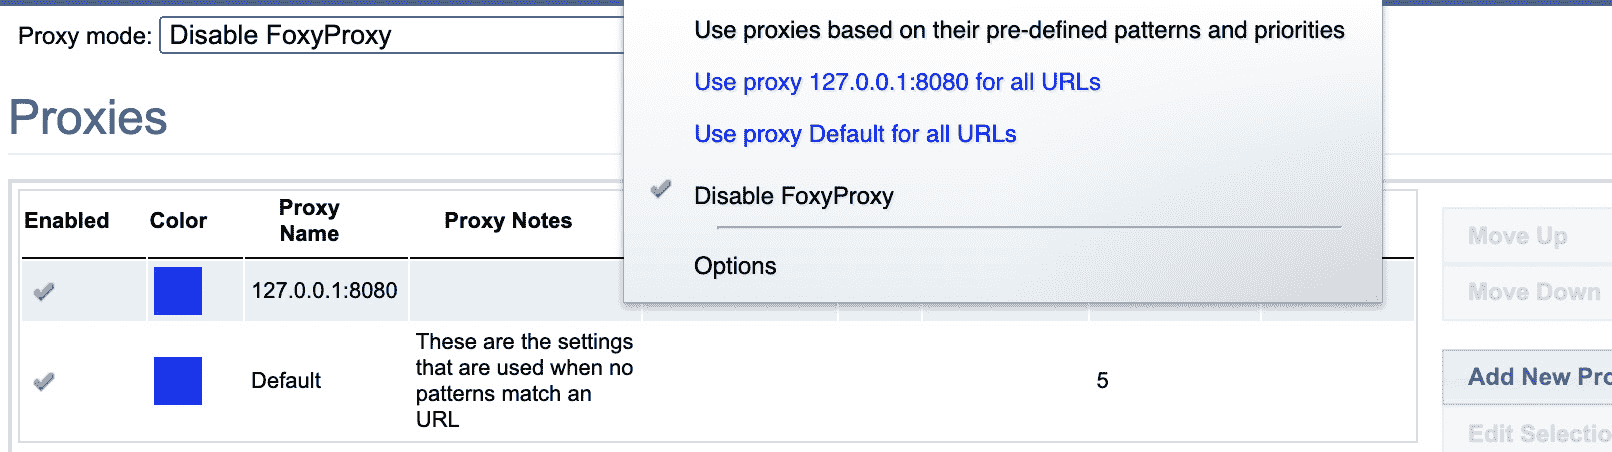 Proxy mode: Disable FoxyProxy
Use proxies based on their pre-defined patterns and priorities
Use proxy 127.0.0.1:8080 for all URLs
Use proxy Default for all URLs
Disable FoxyProxy
Options
Proxies
Enabled Color Proxy Name Proxy Notes
127.0.0.1:8080
Default
These are the settings
that are used when no
patterns match an
URL
5
Move Up
Move Down
Add New
Edit